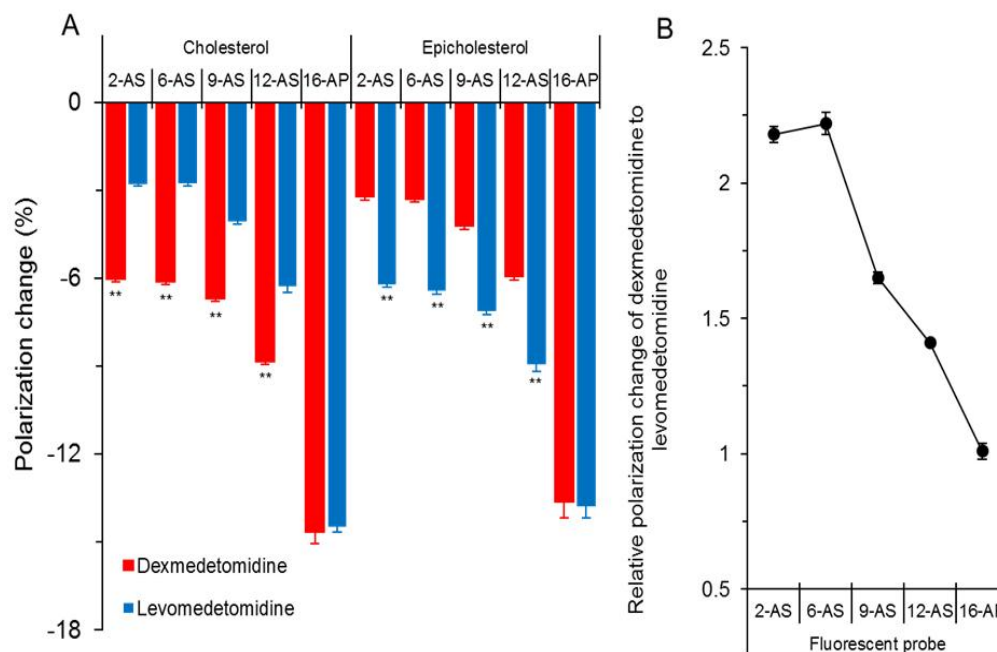 A
Cholesterol Epicholesterol
2-AS 6-AS 9-AS 12-AS 16-AP 2-AS 6-AS 9-AS 12-AS 16-AP
0
-6
-12
-18
Polarization change (%)
** ** ** ** ** ** ** **
Dexmedetomidine
Levomedetomidine
B
Relative polarization change of dexmedetomidine to
levomedetomidine
2.5
2
1.5
1
0.5
2-AS 6-AS 9-AS 12-AS 16-AP
Fluorescent probe